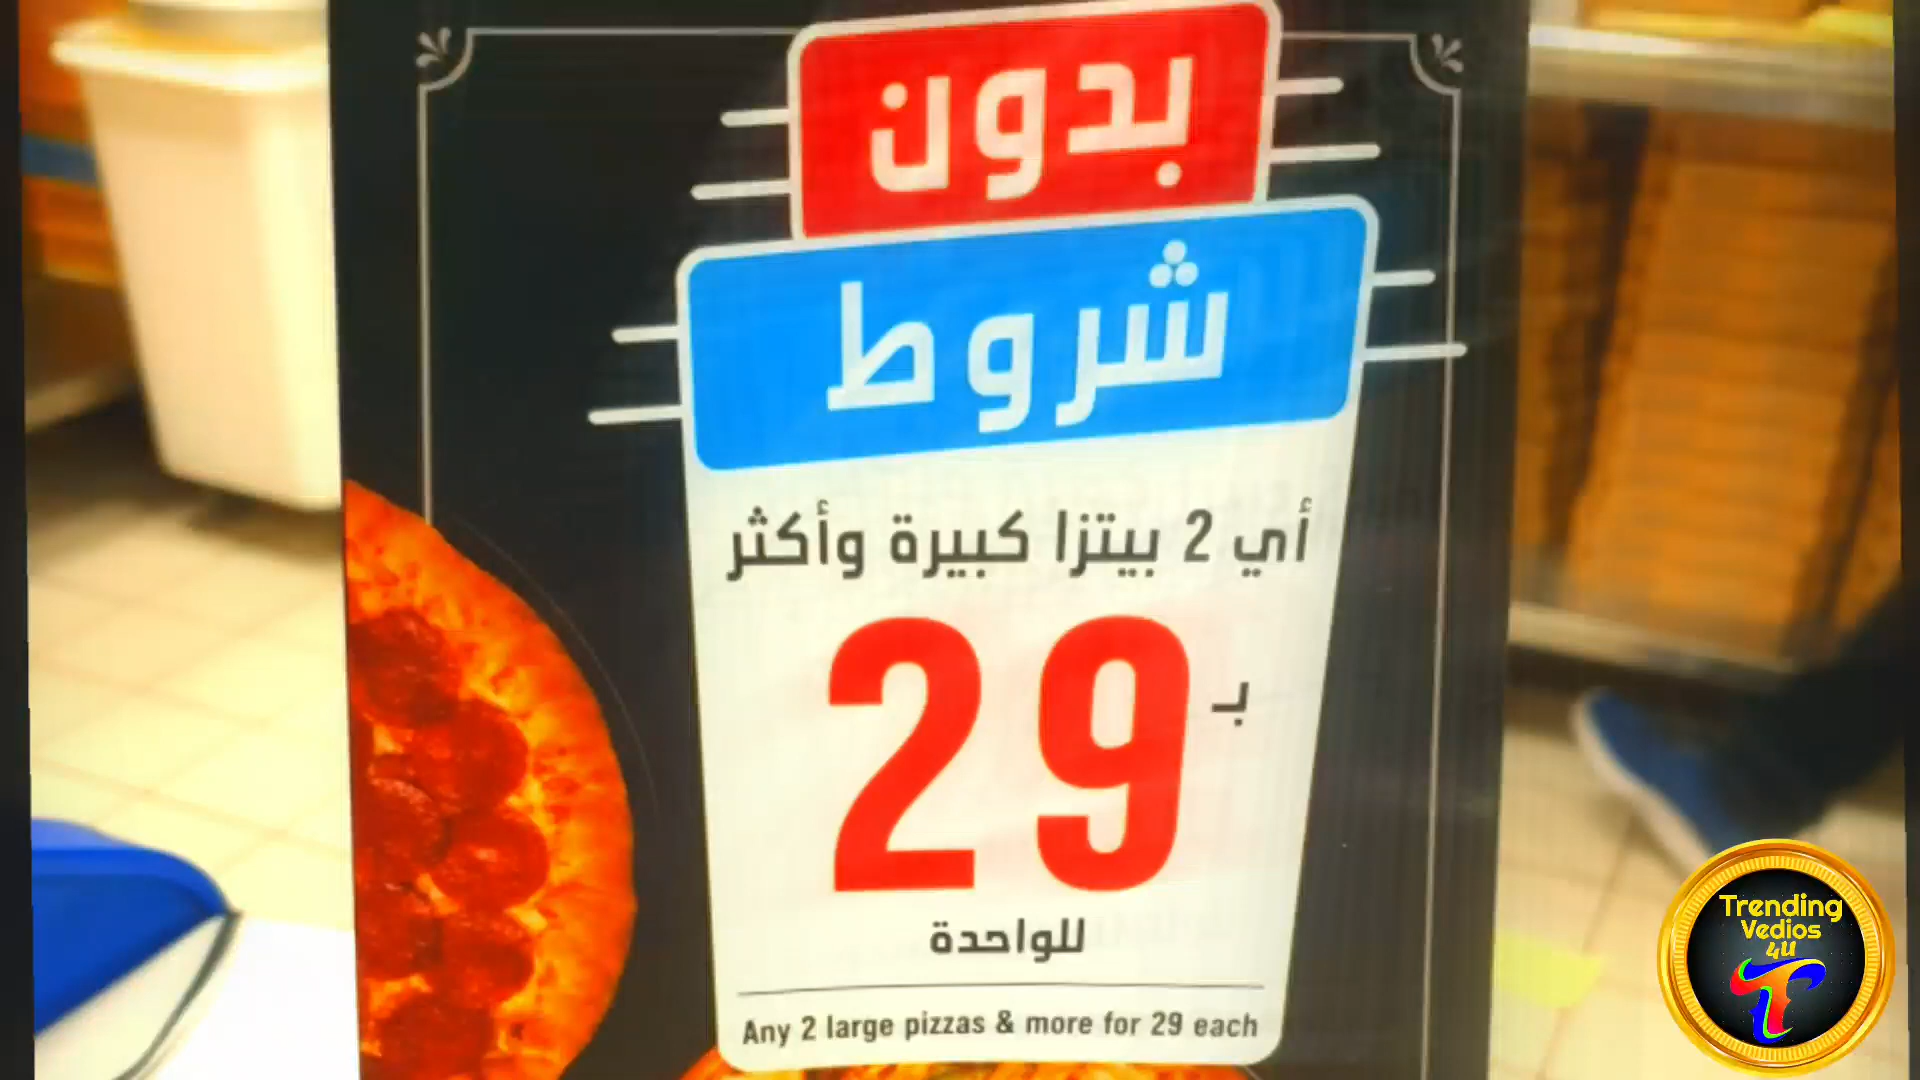 بدون
شروط
أي 2 بيتزا كبيرة وأكثر
بـ 29
للواحدة
Any 2 large pizzas & more for 29 each
Trending
Vedios
4U